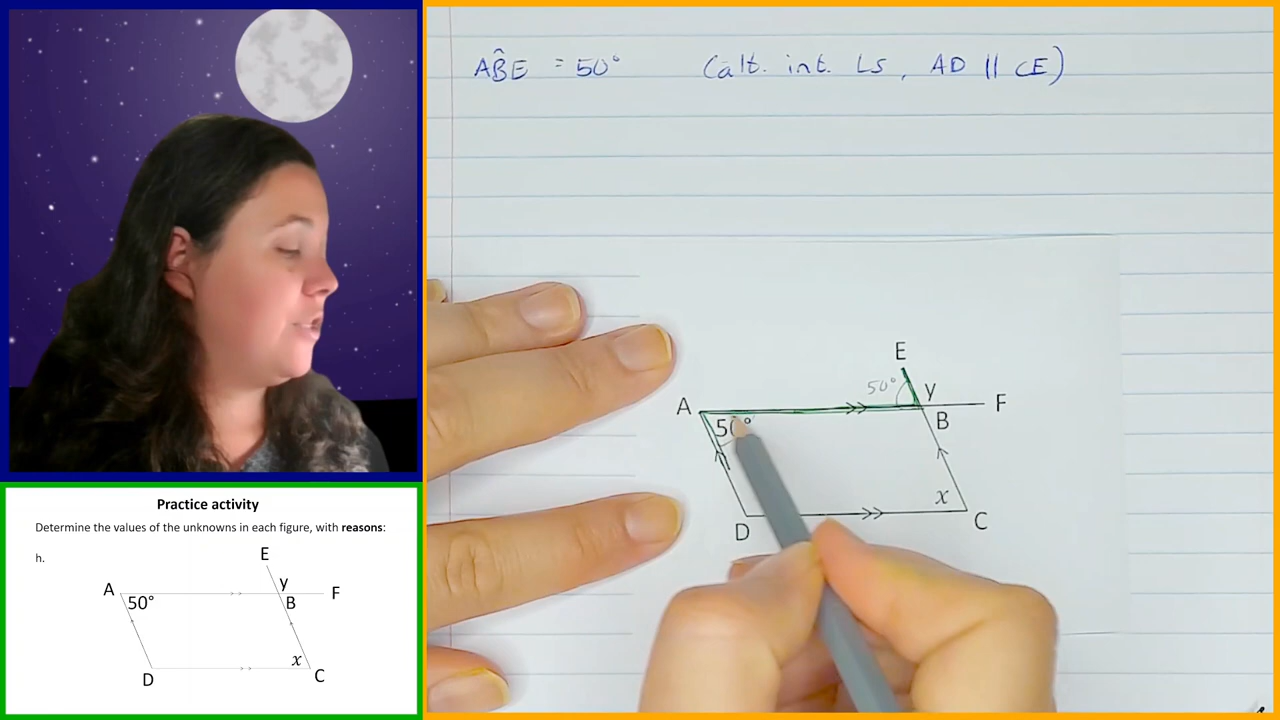 AB̂E = 50° (alt. int. Ls, AD || CE)
E
50°
y
A
F
50°
B
x
D
C
Practice activity
Determine the values of the unknowns in each figure, with reasons:
h.
E
y
A
F
50°
B
x
D
C